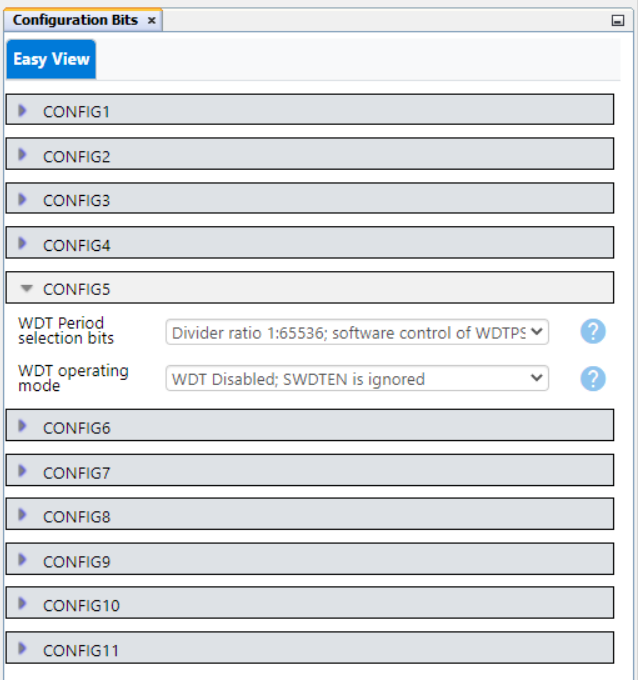 Configuration Bits ×
Easy View
CONFIG1
CONFIG2
CONFIG3
CONFIG4
CONFIG5
WDT Period
selection bits
Divider ratio 1:65536; software control of WDTPS
?
WDT operating
mode
WDT Disabled; SWDTEN is ignored
?
CONFIG6
CONFIG7
CONFIG8
CONFIG9
CONFIG10
CONFIG11